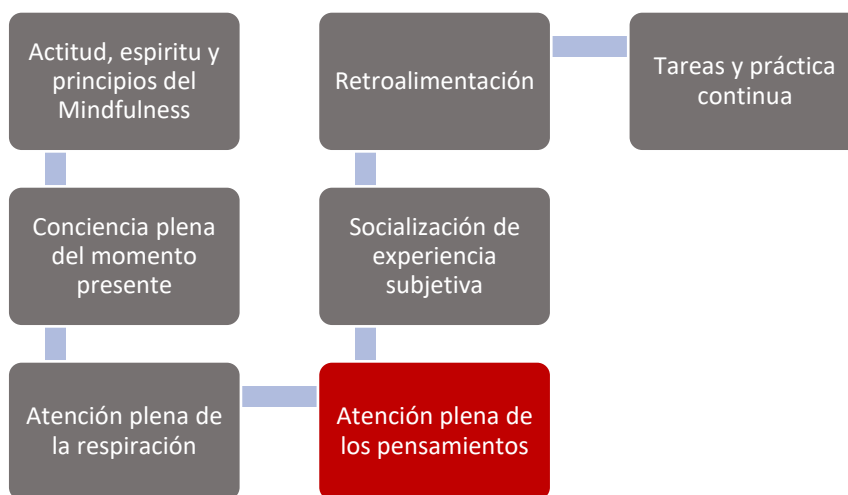 Actitud, espiritu y
principios del
Mindfulness
Conciencia plena
del momento
presente
Atención plena de
la respiración
Atención plena de
los pensamientos
Socialización de
experiencia
subjetiva
Retroalimentación
Tareas y práctica
continua